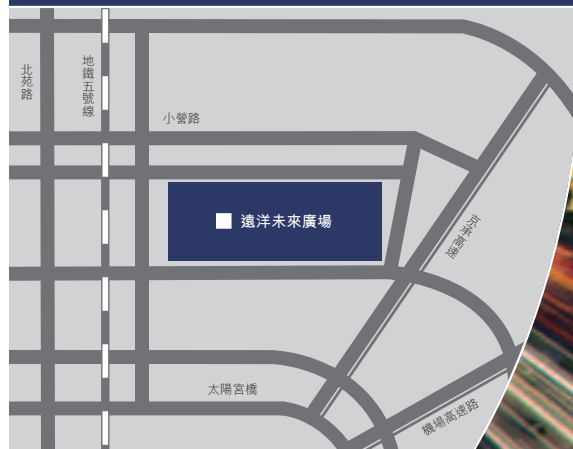 北苑路
地鐵五號線
小營路
遠洋未來廣場
京承高速
太陽宮橋
機場高速路